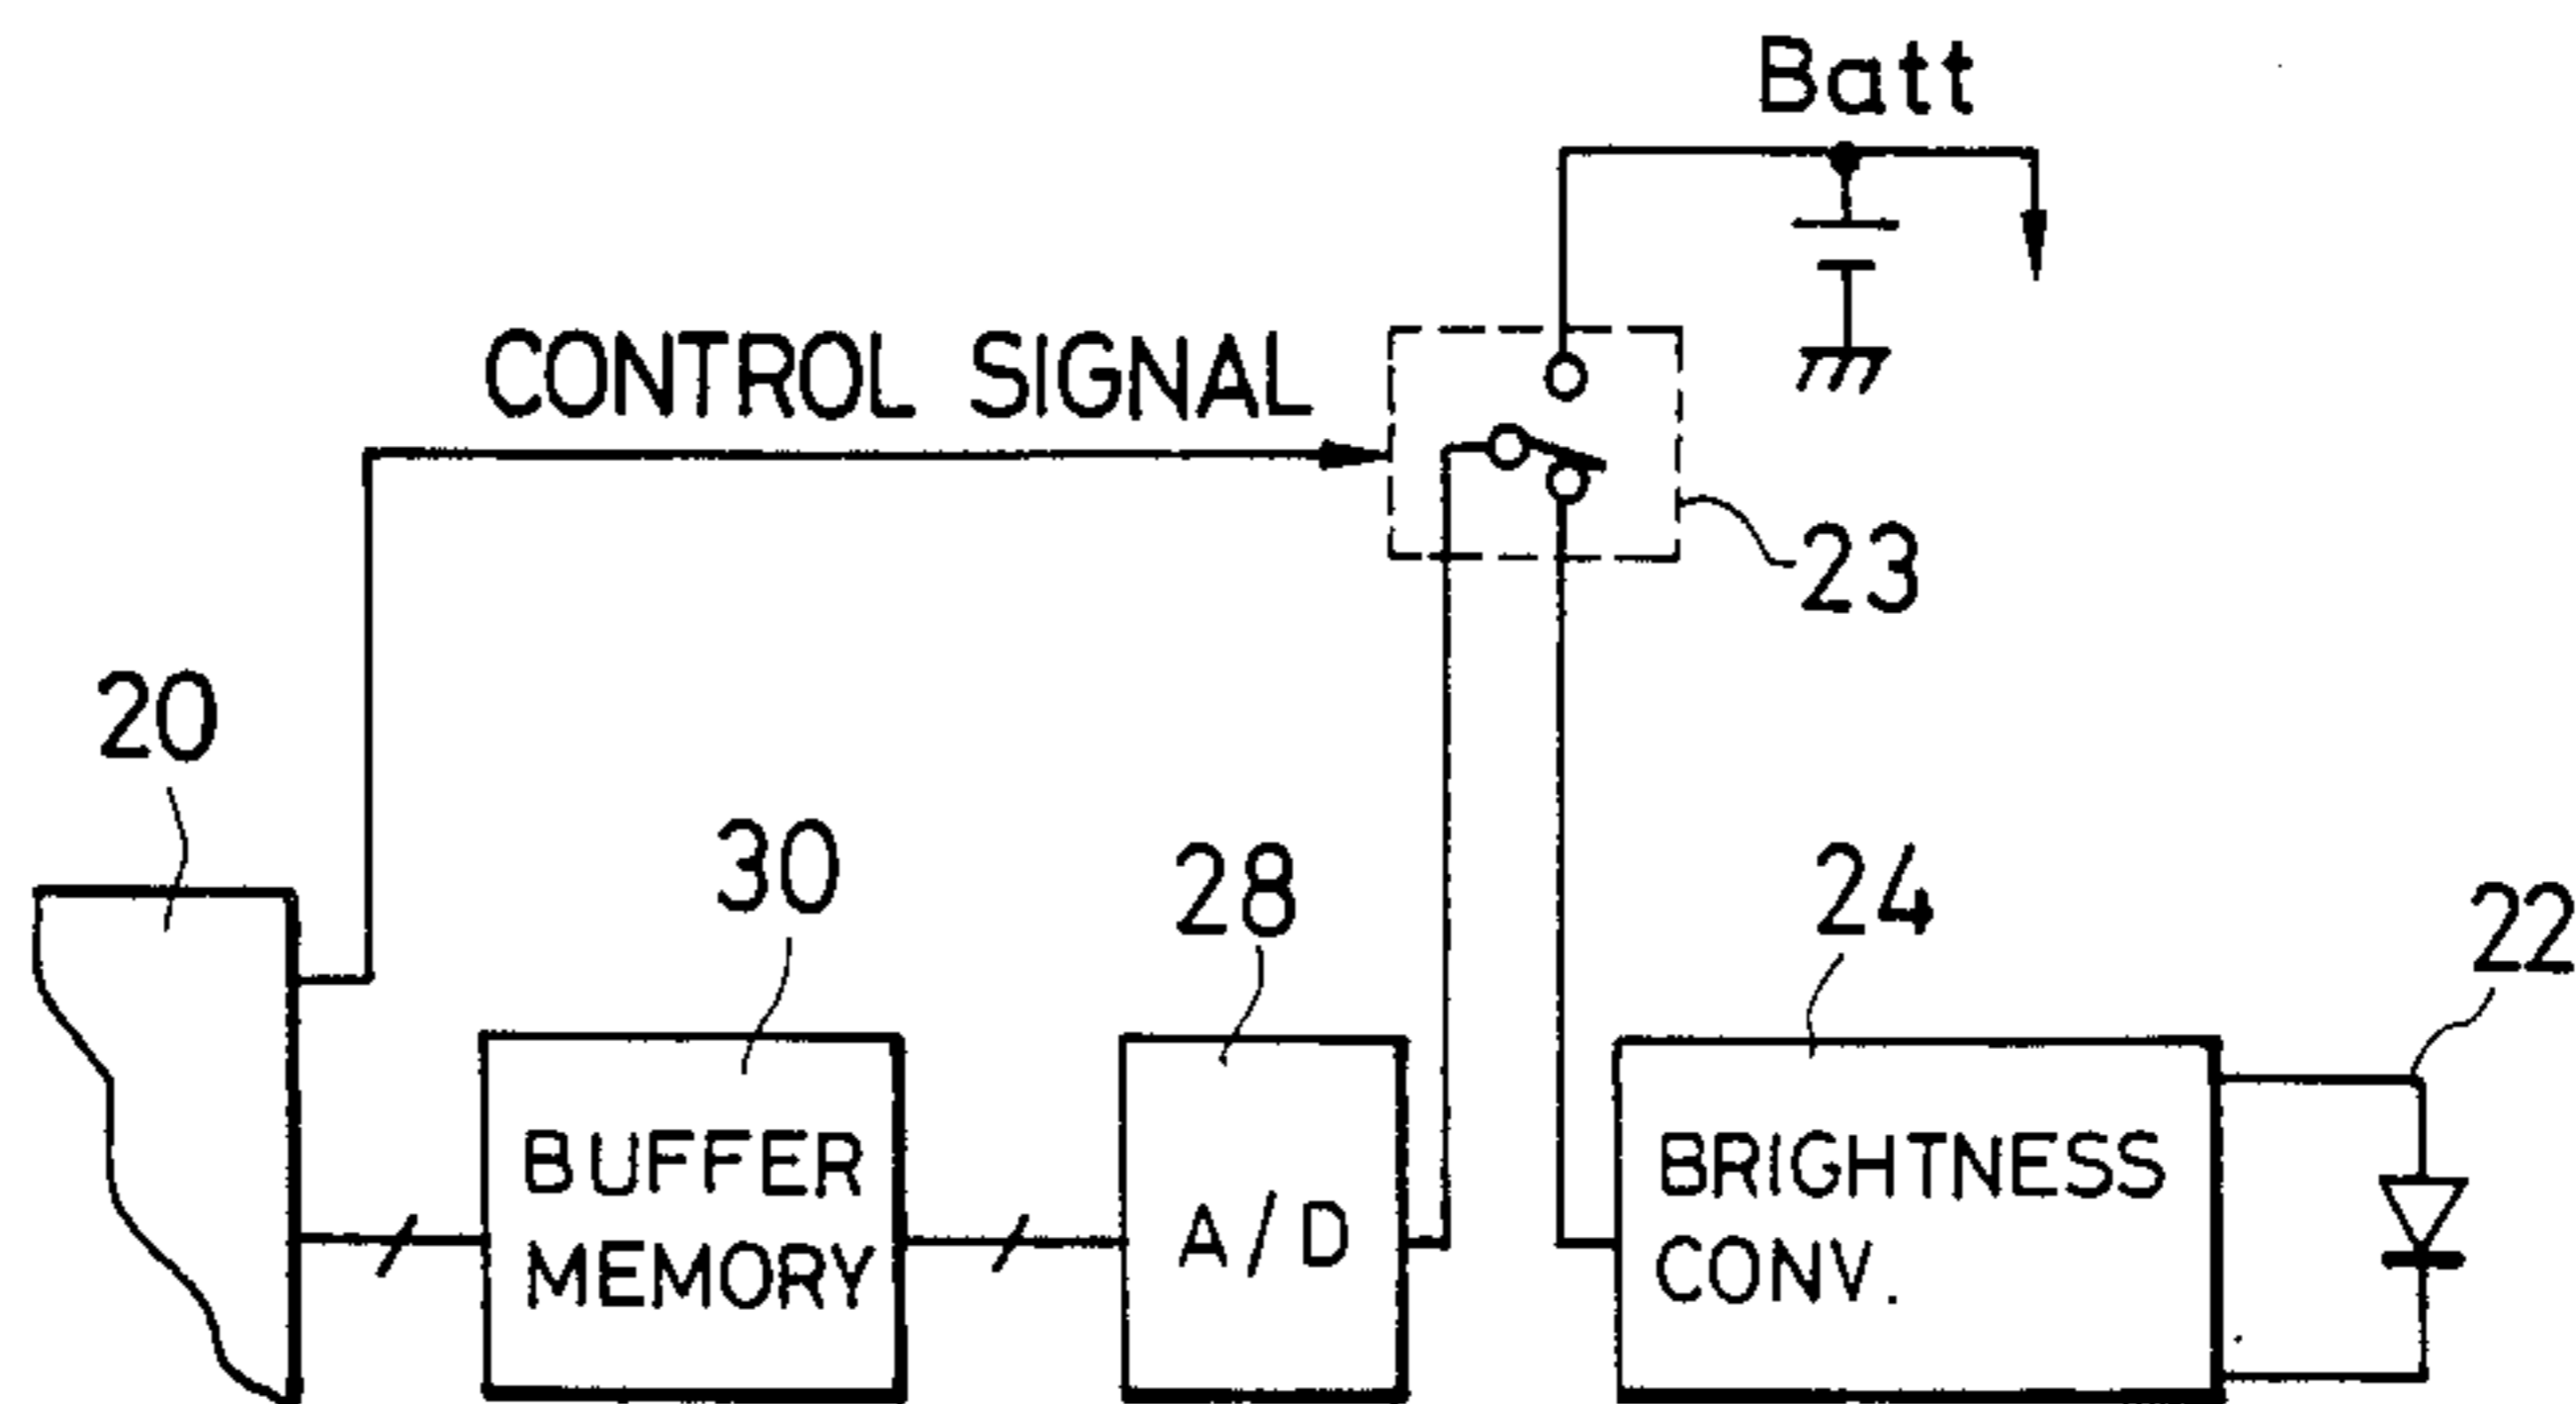 Batt
CONTROL SIGNAL
23
20
30
28
24
22
BUFFER
MEMORY
A/D
BRIGHTNESS
CONV.